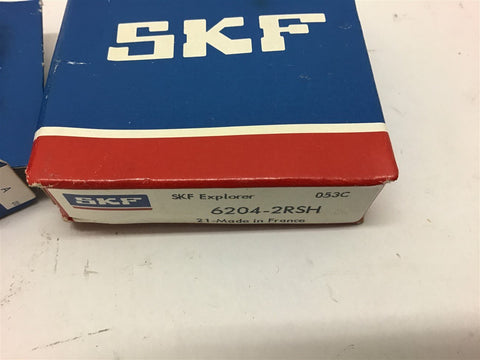 SKF
SKF SKF Explorer 053C
6204-2RSH
21-Made in France
A